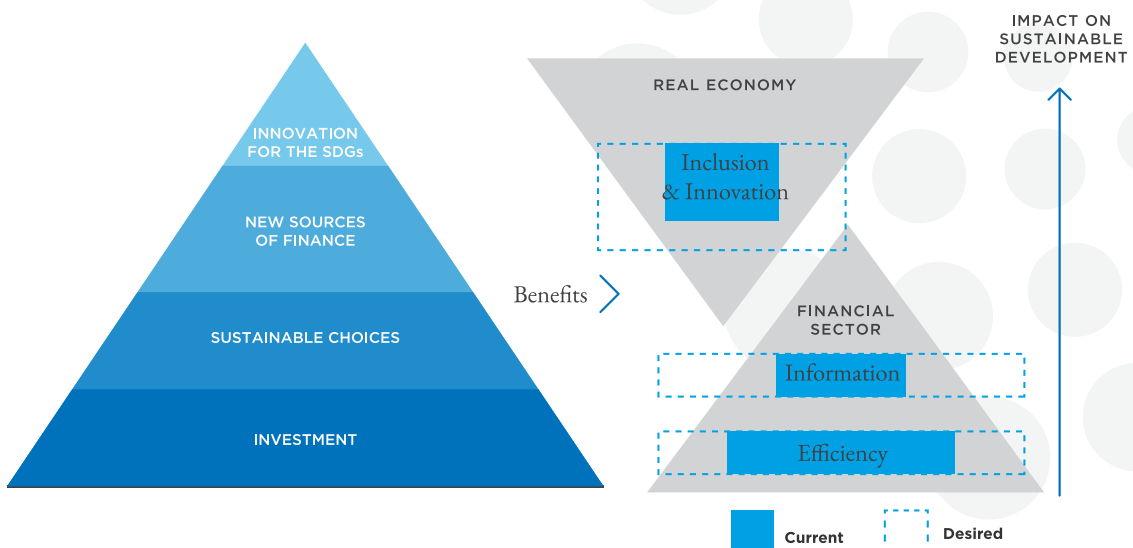 INNOVATION
FOR THE SDGs
NEW SOURCES
OF FINANCE
SUSTAINABLE CHOICES
INVESTMENT
Benefits
REAL ECONOMY
Inclusion
& Innovation
FINANCIAL
SECTOR
Information
Efficiency
IMPACT ON
SUSTAINABLE
DEVELOPMENT
Current
Desired